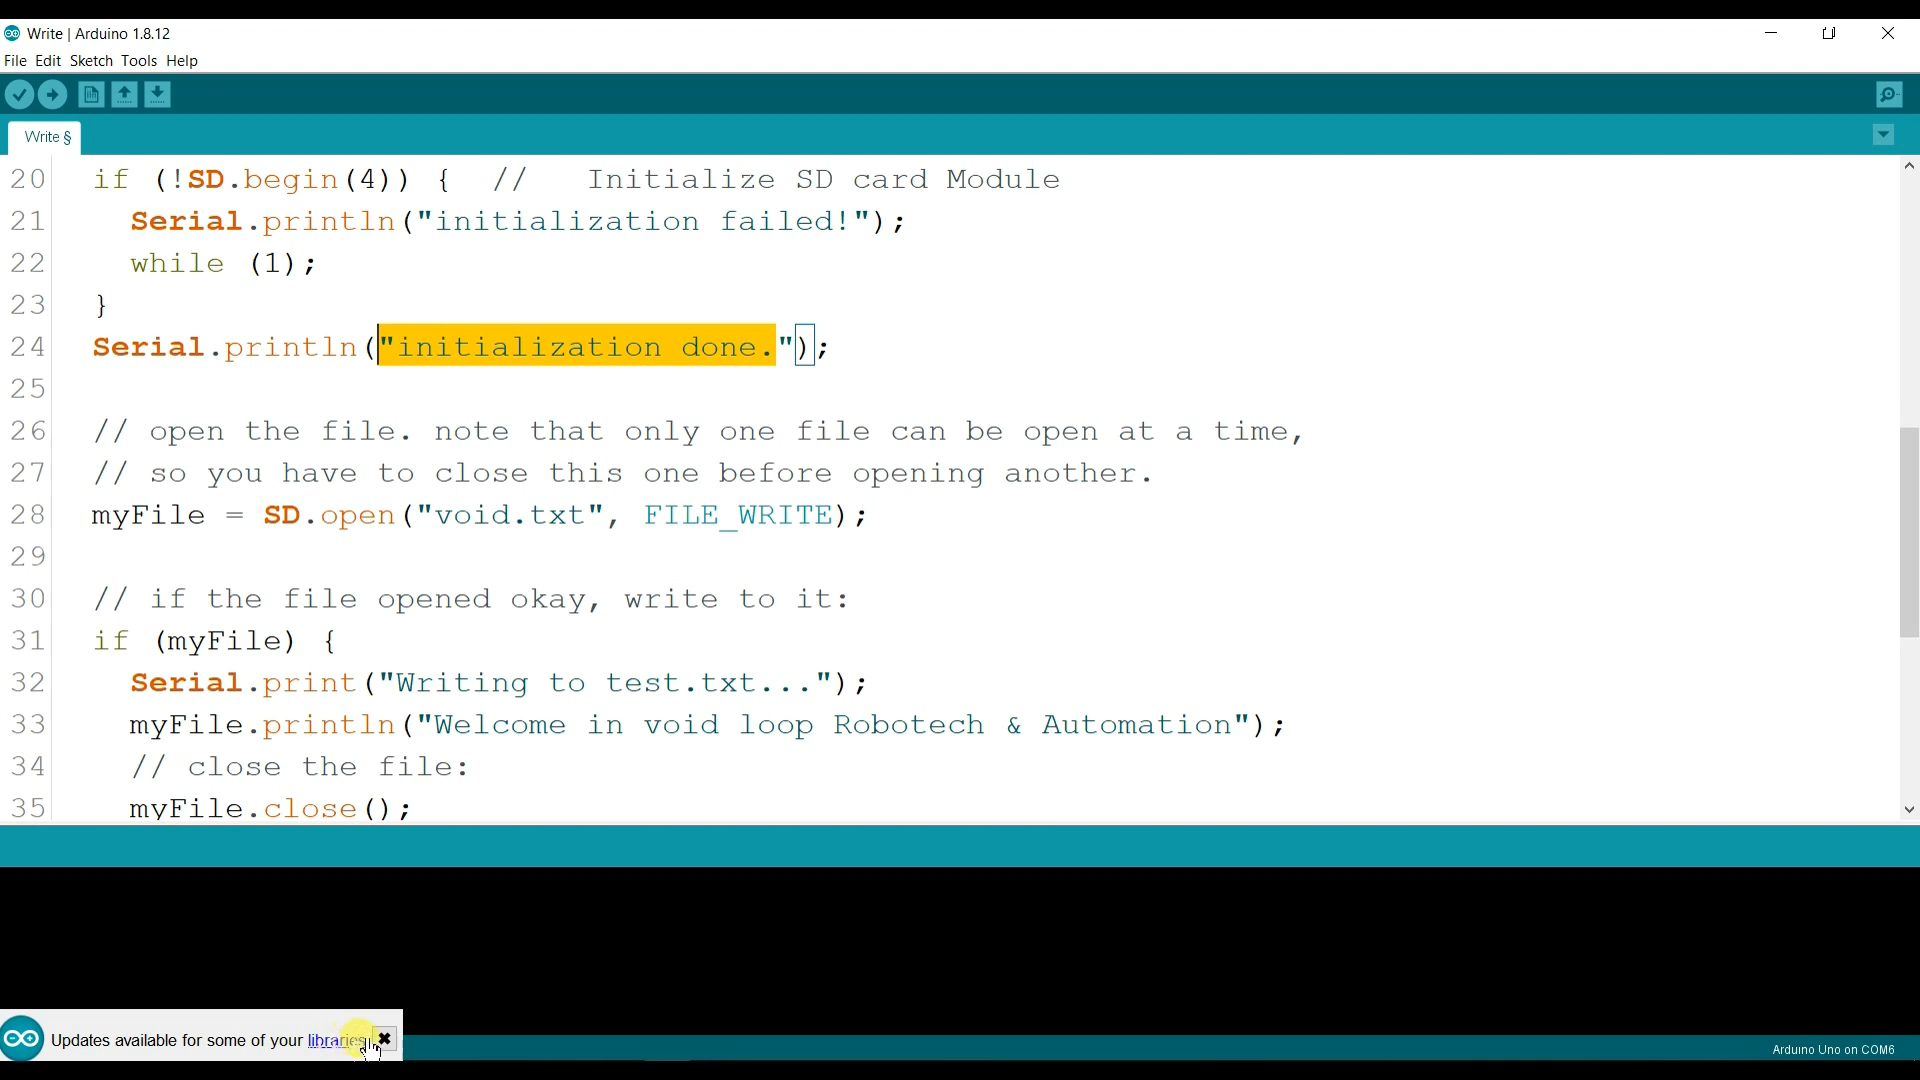 Write | Arduino 1.8.12
File Edit Sketch Tools Help
Write §
20 if (!SD.begin(4)) { // Initialize SD card Module
21 Serial.println("initialization failed!");
22 while (1);
23 }
24 Serial.println("initialization done.");
25
26 // open the file. note that only one file can be open at a time,
27 // so you have to close this one before opening another.
28 myFile = SD.open("void.txt", FILE_WRITE);
29
30 // if the file opened okay, write to it:
31 if (myFile) {
32 Serial.print("Writing to test.txt...");
33 myFile.println("Welcome in void loop Robotech & Automation");
34 // close the file:
35 myFile.close();
Updates available for some of your libraries
Arduino Uno on COM6